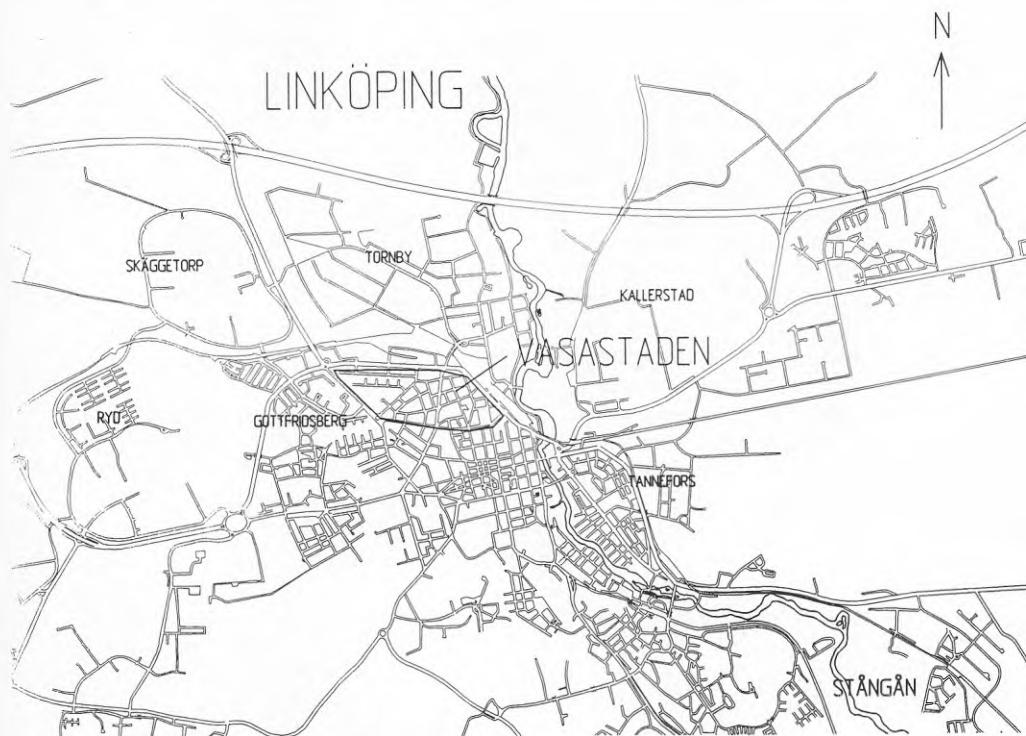 N
LINKÖPING
TORNBY
SKÄGGETORP
KALLERSTAD
VASASTADEN
RYD
GOTTFRIDSBERG
TANNEFORS
STÅNGÅN